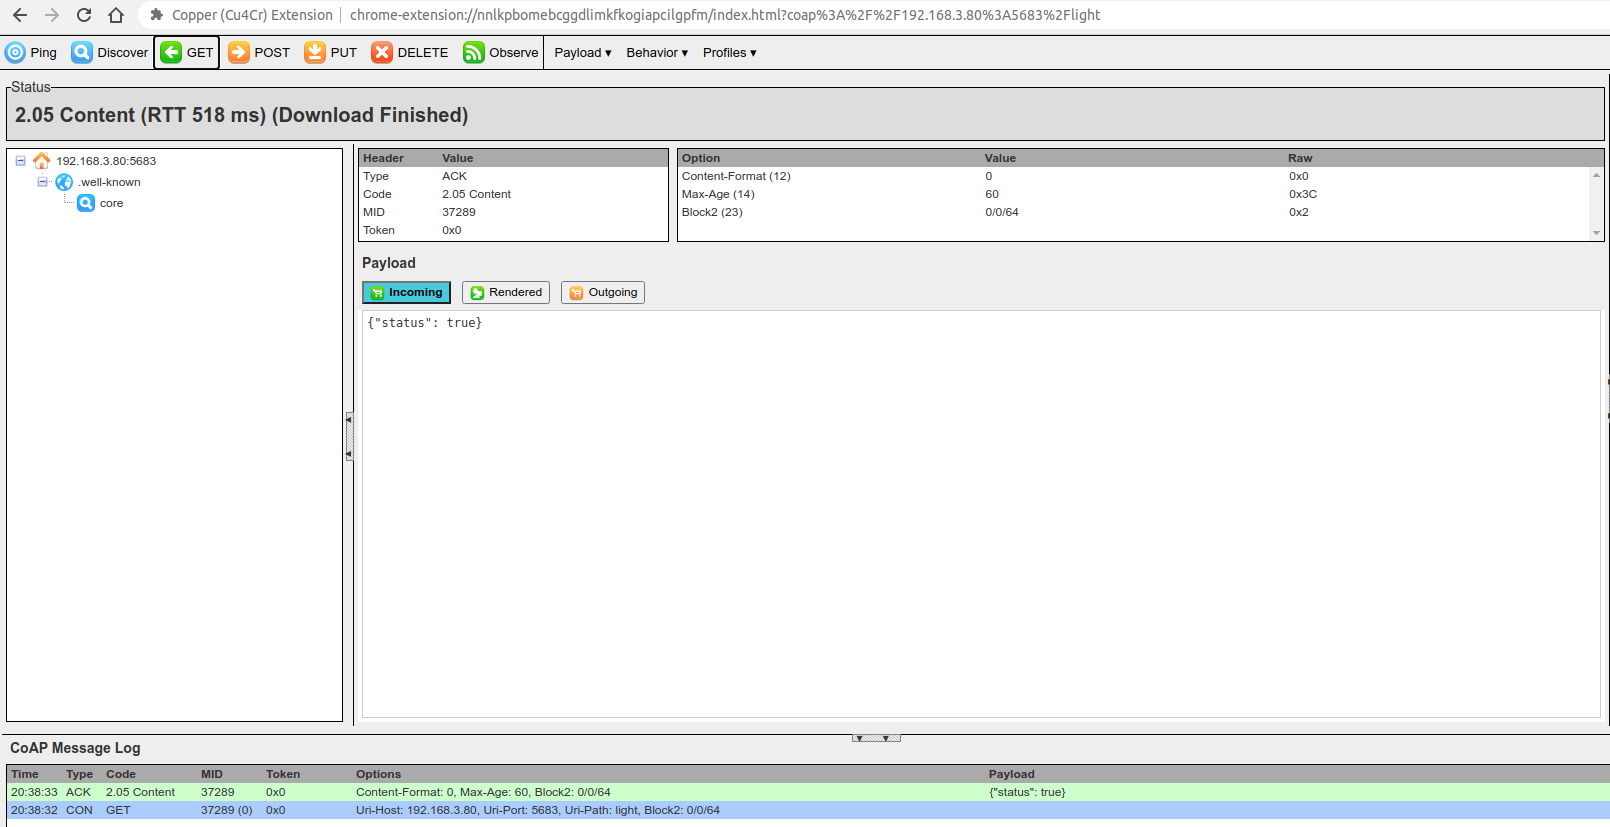 Copper (Cu4Cr) Extension | chrome-extension://nnlkpbomebcggdlimkfkogiapcilgpfm/index.html?coap%3A%2F%2F192.168.3.80%3A5683%2Flight
Ping Discover GET POST PUT DELETE Observe Payload ▾ Behavior ▾ Profiles ▾
Status
2.05 Content (RTT 518 ms) (Download Finished)
192.168.3.80:5683
.well-known
core
Header Value
Type ACK
Code 2.05 Content
MID 37289
Token 0x0
Option Value Raw
Content-Format (12) 0 0x0
Max-Age (14) 60 0x3C
Block2 (23) 0/0/64 0x2
Payload
Incoming Rendered Outgoing
{"status": true}
CoAP Message Log
Time Type Code MID Token Options Payload
20:38:33 ACK 2.05 Content 37289 0x0 Content-Format: 0, Max-Age: 60, Block2: 0/0/64 {"status": true}
20:38:32 CON GET 37289 (0) 0x0 Uri-Host: 192.168.3.80, Uri-Port: 5683, Uri-Path: light, Block2: 0/0/64